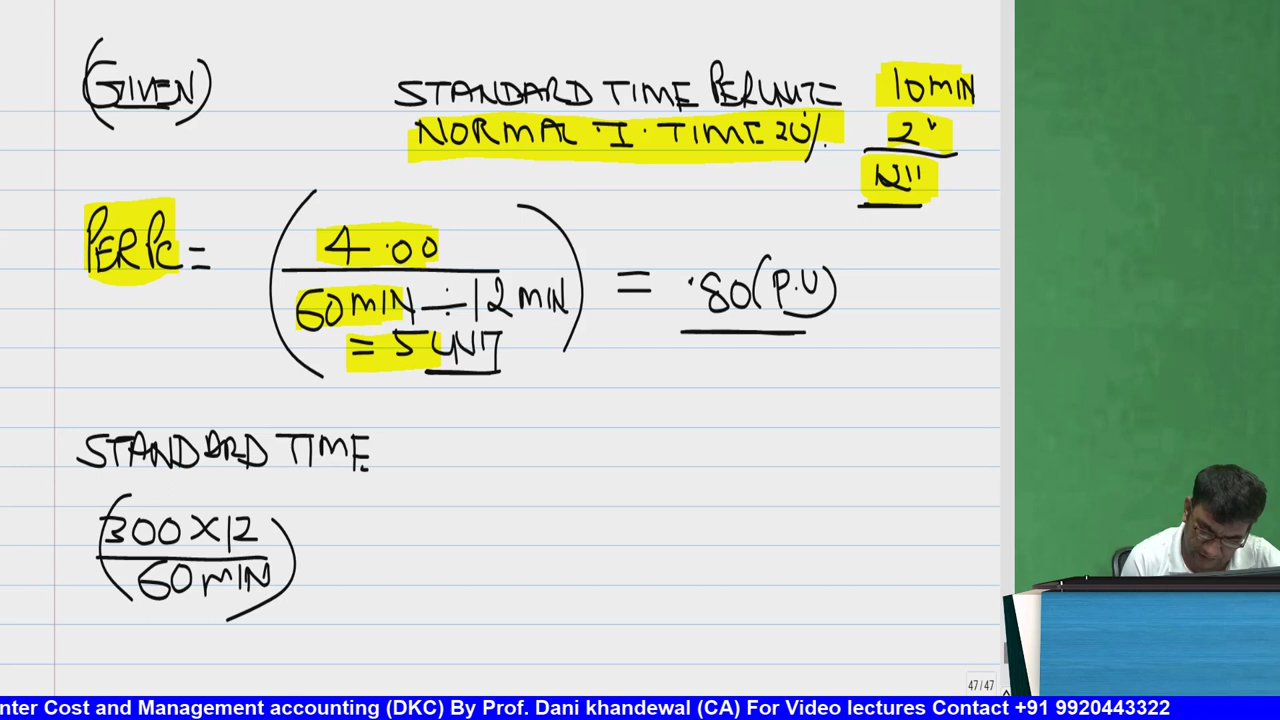 (GIVEN)
STANDARD TIME PER UNIT = 10 MIN
NORMAL I. TIME 20%. 2"
12"
PER PC = ( 4.00 / 60 MIN ÷ 12 MIN = 5 UNT ) = .80 (P.U)
STANDARD TIME
( 300 X 12 / 60 MIN )
47/47
nter Cost and Management accounting (DKC) By Prof. Dani khandewal (CA) For Video lectures Contact +91 9920443322